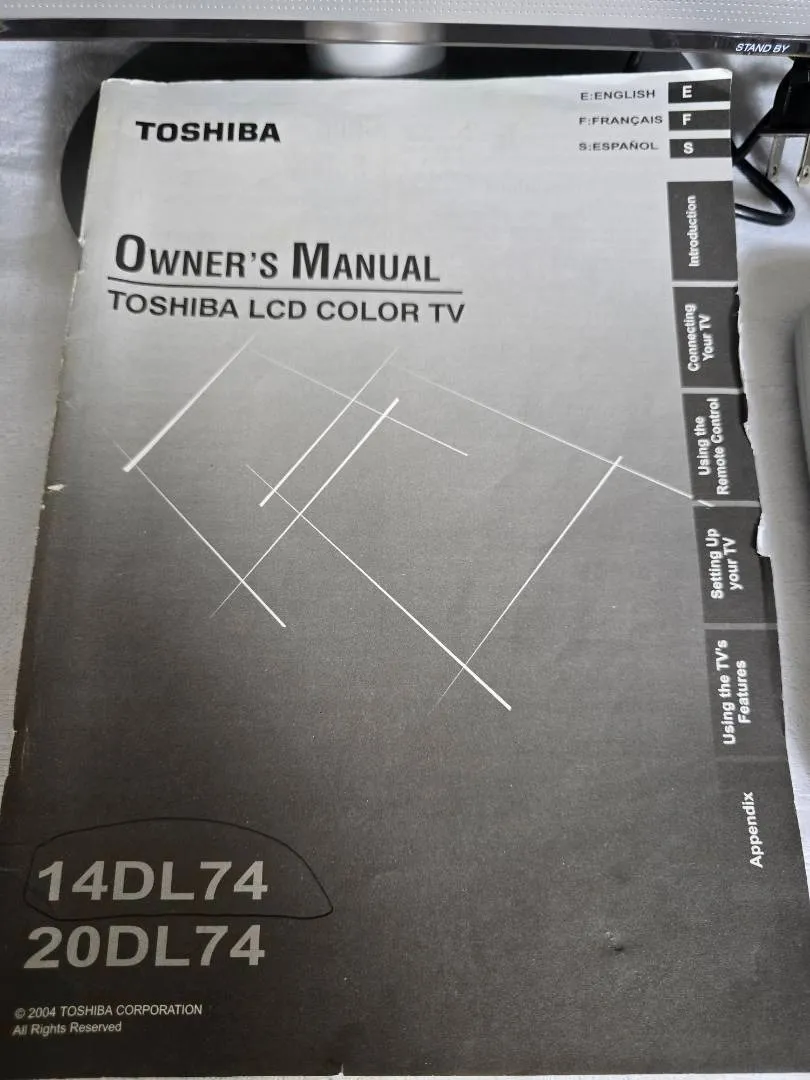 STAND BY
E:ENGLISH E
F:FRANÇAIS F
S:ESPAÑOL S
TOSHIBA
OWNER'S MANUAL
TOSHIBA LCD COLOR TV
Introduction
Connecting
Your TV
Using the
Remote Control
Setting Up
your TV
Using the TV's
Features
Appendix
14DL74
20DL74
© 2004 TOSHIBA CORPORATION
All Rights Reserved